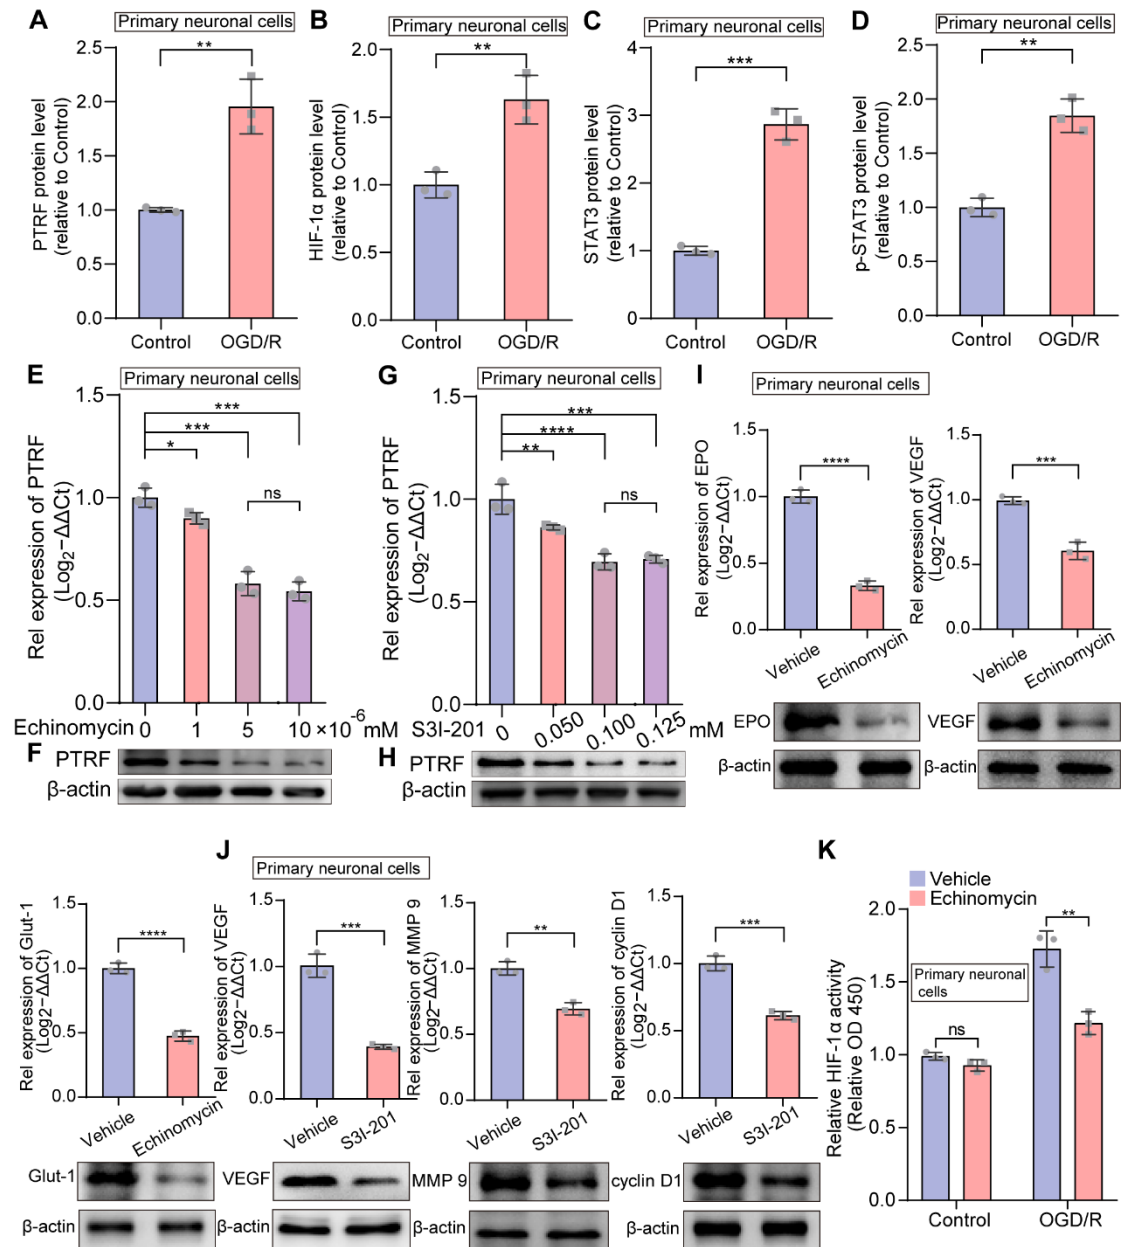 A
Primary neuronal cells
PTRF protein level
(relative to Control)
2.5
2.0
1.5
1.0
0.5
0.0
**
Control
OGD/R
B
Primary neuronal cells
HIF-1α protein level
(relative to Control)
2.0
1.5
1.0
0.5
0.0
**
Control
OGD/R
C
Primary neuronal cells
STAT3 protein level
(relative to Control)
4
3
2
1
0
***
Control
OGD/R
D
Primary neuronal cells
p-STAT3 protein level
(relative to Control)
2.5
2.0
1.5
1.0
0.5
0.0
**
Control
OGD/R
E
Primary neuronal cells
Rel expression of PTRF
(Log2−ΔΔCt)
1.5
1.0
0.5
0.0
***
***
*
ns
Echinomycin 0 1 5 10 ×10-6 mM
F
PTRF
β-actin
G
Primary neuronal cells
Rel expression of PTRF
(Log2−ΔΔCt)
1.5
1.0
0.5
0.0
***
****
**
ns
S3I-201 0 0.050 0.100 0.125 mM
H
PTRF
β-actin
I
Primary neuronal cells
Rel expression of EPO
(Log2−ΔΔCt)
1.5
1.0
0.5
0.0
****
Vehicle
Echinomycin
EPO
β-actin
Rel expression of VEGF
(Log2−ΔΔCt)
1.5
1.0
0.5
0.0
***
Vehicle
Echinomycin
VEGF
β-actin
Rel expression of Glut-1
(Log2−ΔΔCt)
1.5
1.0
0.5
0.0
****
Vehicle
Echinomycin
Glut-1
β-actin
J
Primary neuronal cells
Rel expression of VEGF
(Log2−ΔΔCt)
1.5
1.0
0.5
0.0
***
Vehicle
S3I-201
VEGF
β-actin
Rel expression of MMP 9
(Log2−ΔΔCt)
1.5
1.0
0.5
0.0
**
Vehicle
S3I-201
MMP 9
β-actin
Rel expression of cyclin D1
(Log2−ΔΔCt)
1.5
1.0
0.5
0.0
***
Vehicle
S3I-201
cyclin D1
β-actin
K
Vehicle
Echinomycin
Relative HIF-1α activity
(Relative OD 450)
2.0
1.5
1.0
0.5
0.0
Primary neuronal
cells
ns
**
Control
OGD/R